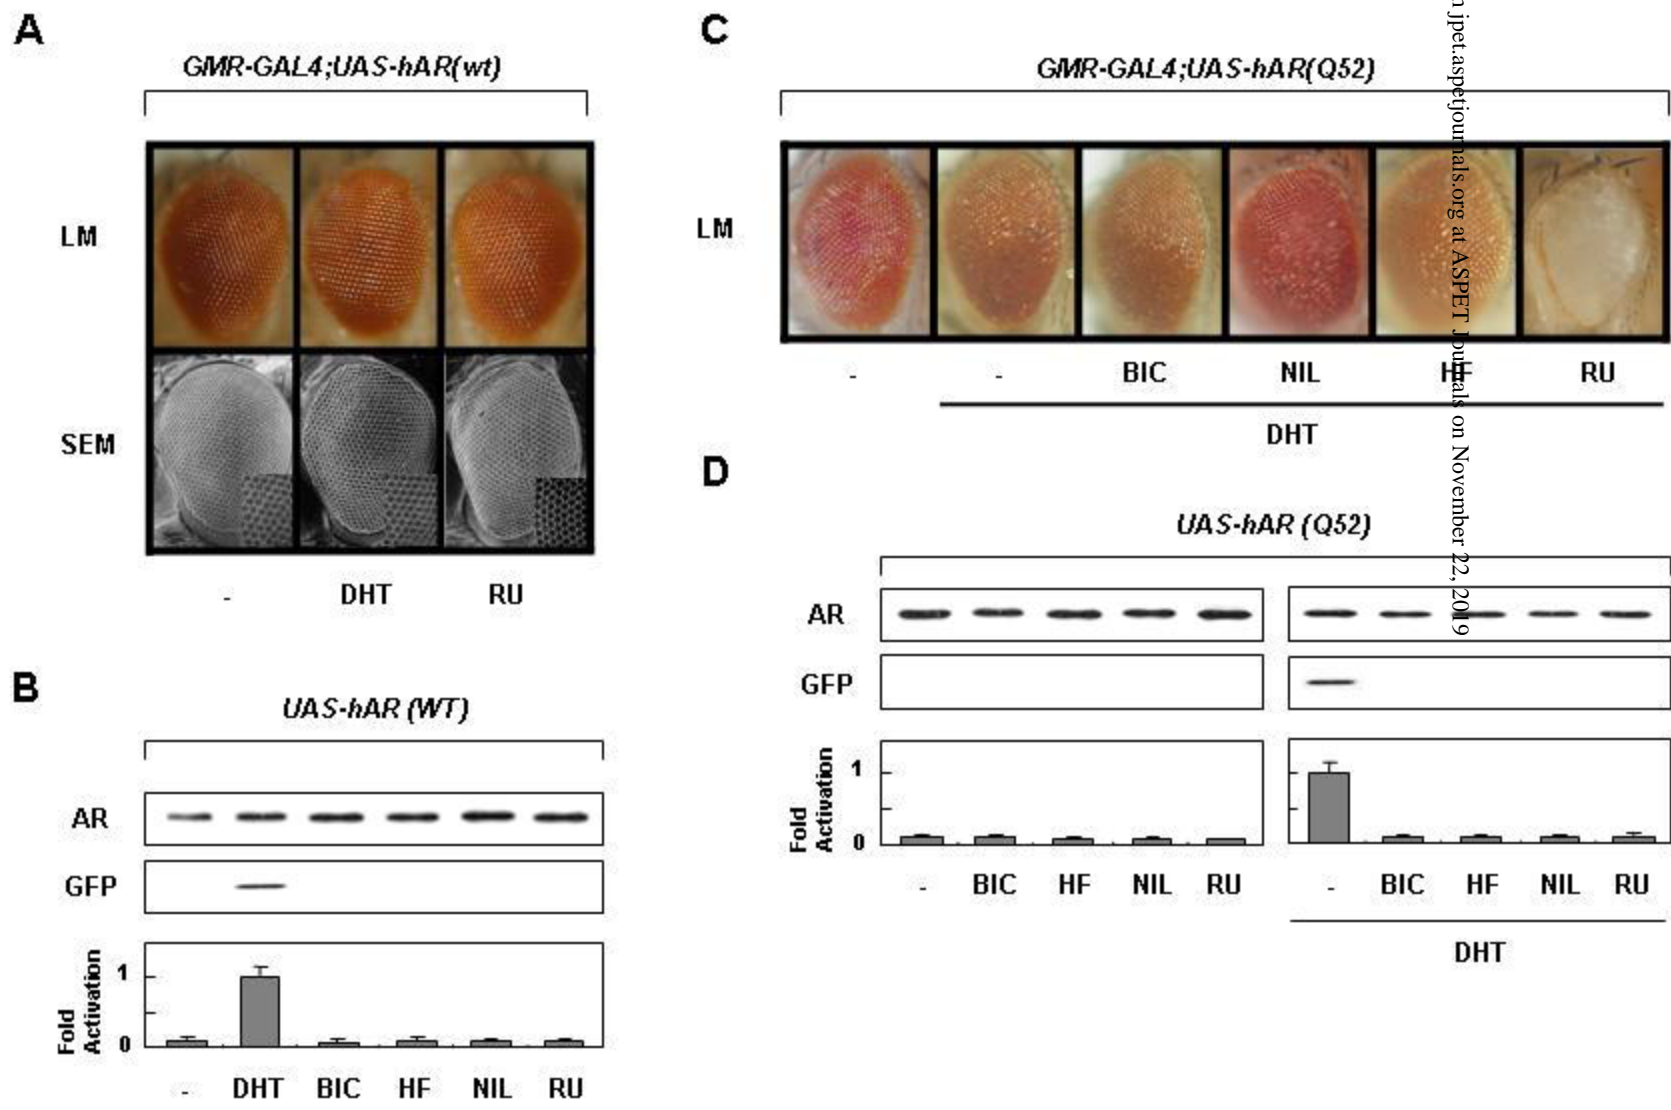 A
GMR-GAL4;UAS-hAR(wt)
LM
SEM
- DHT RU
B
UAS-hAR (WT)
AR
GFP
Fold Activation
1
0
- DHT BIC HF NIL RU
C
GMR-GAL4;UAS-hAR(Q52)
LM
- - BIC NIL HF RU
DHT
D
UAS-hAR (Q52)
AR
GFP
Fold Activation
1
0
- BIC HF NIL RU - BIC HF NIL RU
DHT
jpet.aspetjournals.org at ASPET Journals on November 22, 2019